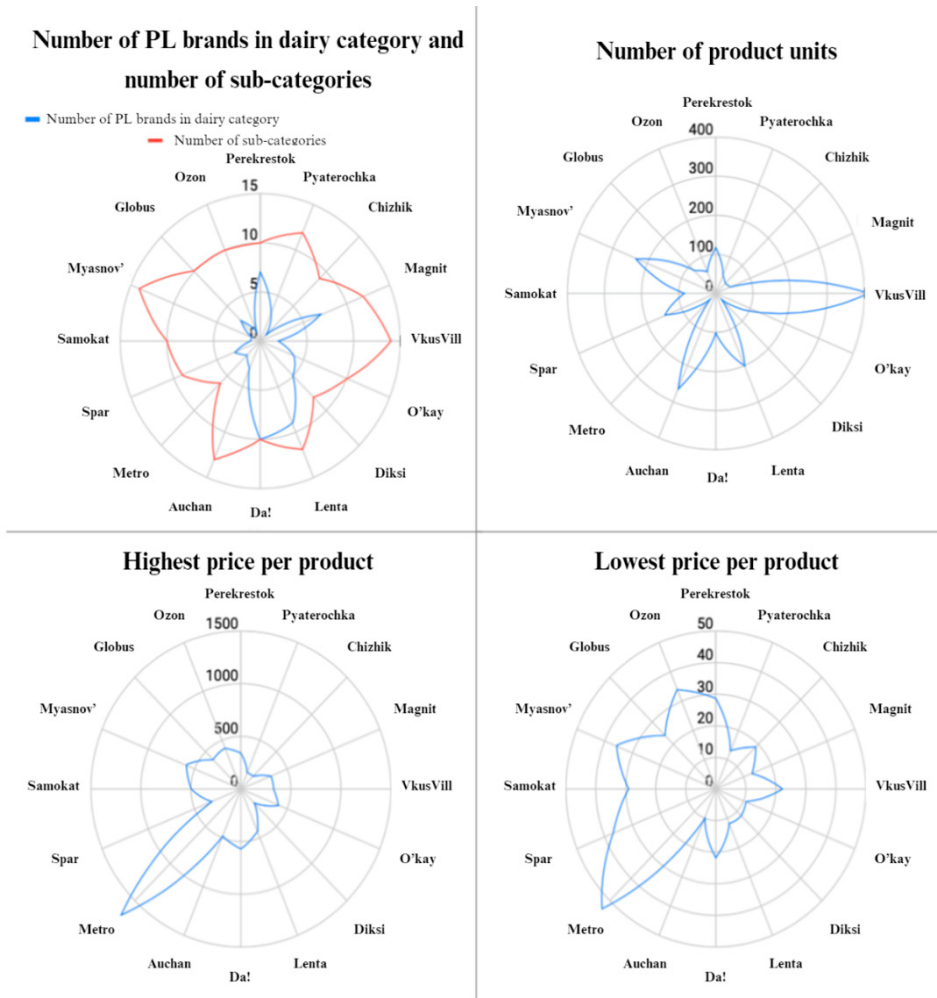 Number of PL brands in dairy category and
number of sub-categories
Number of PL brands in dairy category
Number of sub-categories
Perekrestok
Ozon
Pyaterochka
15
Globus
Chizhik
10
Myasnov’
Magnit
5
0
Samokat
VkusVill
Spar
O’kay
Metro
Diksi
Auchan
Lenta
Da!
Number of product units
Perekrestok
Ozon
Pyaterochka
400
Globus
Chizhik
300
Myasnov’
Magnit
200
100
0
Samokat
VkusVill
Spar
O’kay
Metro
Diksi
Auchan
Lenta
Da!
Highest price per product
Perekrestok
Ozon
Pyaterochka
1500
Globus
Chizhik
1000
Myasnov’
Magnit
500
0
Samokat
VkusVill
Spar
O’kay
Metro
Diksi
Auchan
Lenta
Da!
Lowest price per product
Perekrestok
Ozon
Pyaterochka
50
Globus
Chizhik
40
30
Myasnov’
Magnit
20
10
0
Samokat
VkusVill
Spar
O’kay
Metro
Diksi
Auchan
Lenta
Da!